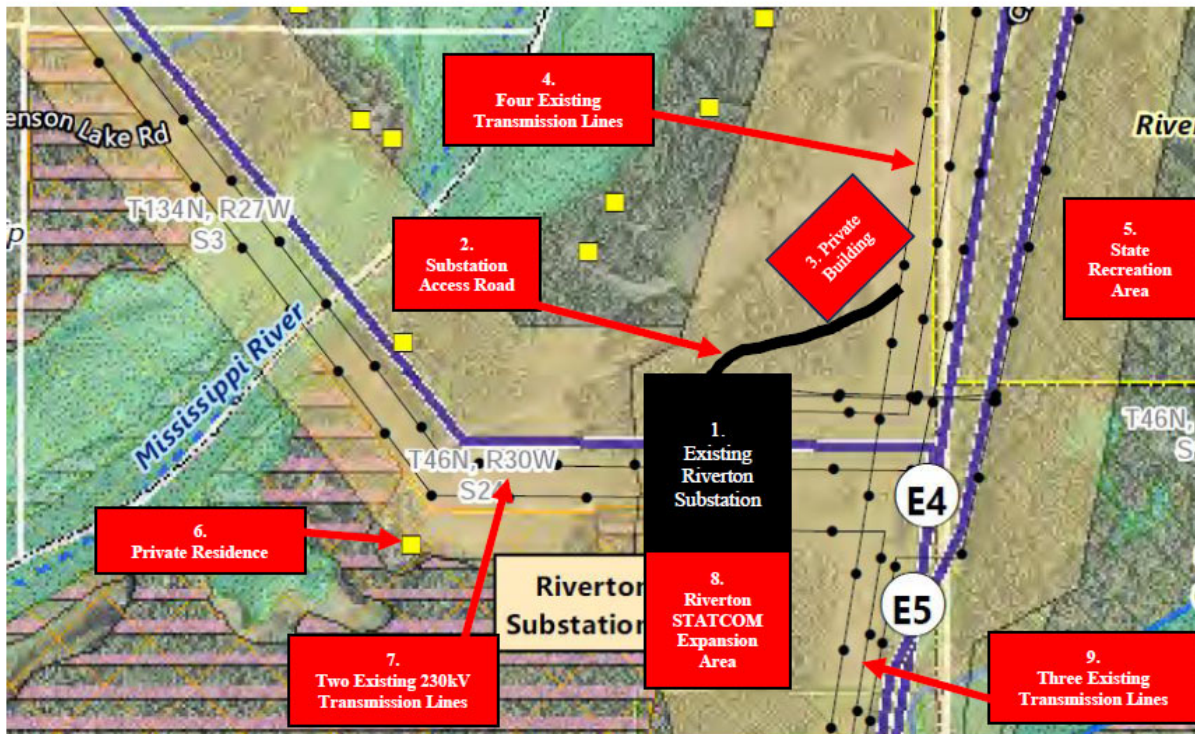 4.
Four Existing
Transmission Lines
enson Lake Rd
River
T134N, R27W
S3
3. Private
Building
2.
Substation
Access Road
5.
State
Recreation
Area
Mississippi River
1.
Existing
Riverton
Substation
T46N,
S
T46N, R30W
S24
E4
6.
Private Residence
Riverton
Substation
8.
Riverton
STATCOM
Expansion
Area
E5
7.
Two Existing 230kV
Transmission Lines
9.
Three Existing
Transmission Lines